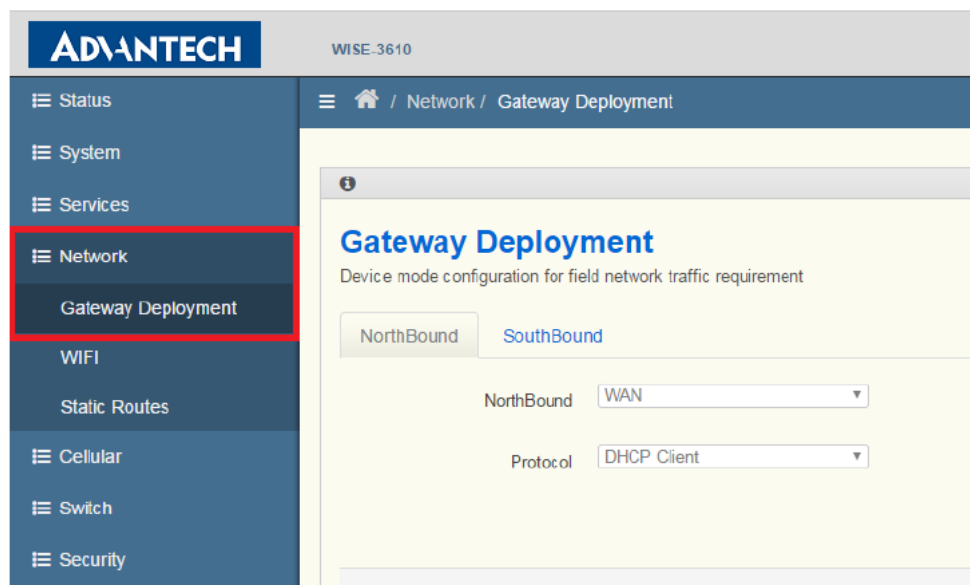 ADVANTECH
WISE-3610
Status
/ Network / Gateway Deployment
System
Services
Network
Gateway Deployment
WIFI
Static Routes
Cellular
Switch
Security
Gateway Deployment
Device mode configuration for field network traffic requirement
NorthBound SouthBound
NorthBound WAN
Protocol DHCP Client